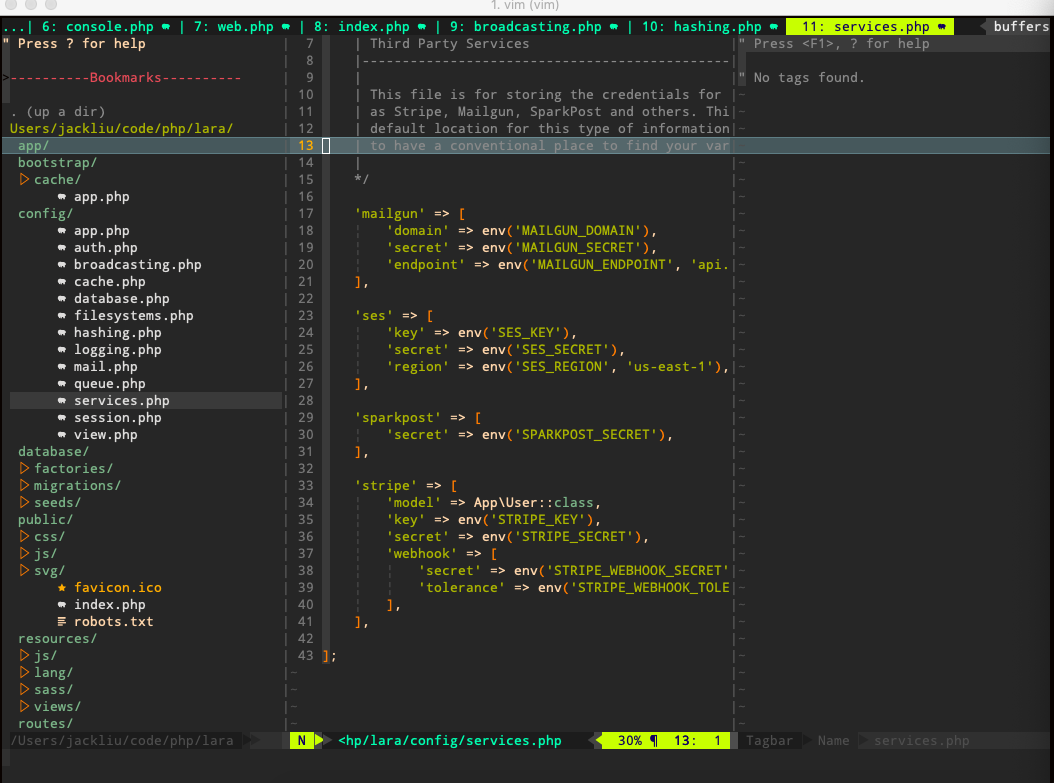 1. vim (vim)
...| 6: console.php | 7: web.php | 8: index.php | 9: broadcasting.php | 10: hashing.php 11: services.php buffers
" Press ? for help
>----------Bookmarks----------
. (up a dir)
Users/jackliu/code/php/lara/
app/
bootstrap/
▷ cache/
app.php
config/
app.php
auth.php
broadcasting.php
cache.php
database.php
filesystems.php
hashing.php
logging.php
mail.php
queue.php
services.php
session.php
view.php
database/
▷ factories/
▷ migrations/
▷ seeds/
public/
▷ css/
▷ js/
▷ svg/
★ favicon.ico
index.php
robots.txt
resources/
▷ js/
▷ lang/
▷ sass/
▷ views/
routes/
/Users/jackliu/code/php/lara
7 | Third Party Services
8 |----------------------------------------------
9 |
10 | This file is for storing the credentials for
11 | as Stripe, Mailgun, SparkPost and others. Thi
12 | default location for this type of information
13 | to have a conventional place to find your var
14 |
15 */
16
17 'mailgun' => [
18 'domain' => env('MAILGUN_DOMAIN'),
19 'secret' => env('MAILGUN_SECRET'),
20 'endpoint' => env('MAILGUN_ENDPOINT', 'api.
21 ],
22
23 'ses' => [
24 'key' => env('SES_KEY'),
25 'secret' => env('SES_SECRET'),
26 'region' => env('SES_REGION', 'us-east-1'),
27 ],
28
29 'sparkpost' => [
30 'secret' => env('SPARKPOST_SECRET'),
31 ],
32
33 'stripe' => [
34 'model' => App\User::class,
35 'key' => env('STRIPE_KEY'),
36 'secret' => env('STRIPE_SECRET'),
37 'webhook' => [
38 'secret' => env('STRIPE_WEBHOOK_SECRET'
39 'tolerance' => env('STRIPE_WEBHOOK_TOLE
40 ],
41 ],
42
43 ];
N <hp/lara/config/services.php 30% ¶ 13: 1
" Press <F1>, ? for help
" No tags found.
Tagbar Name services.php